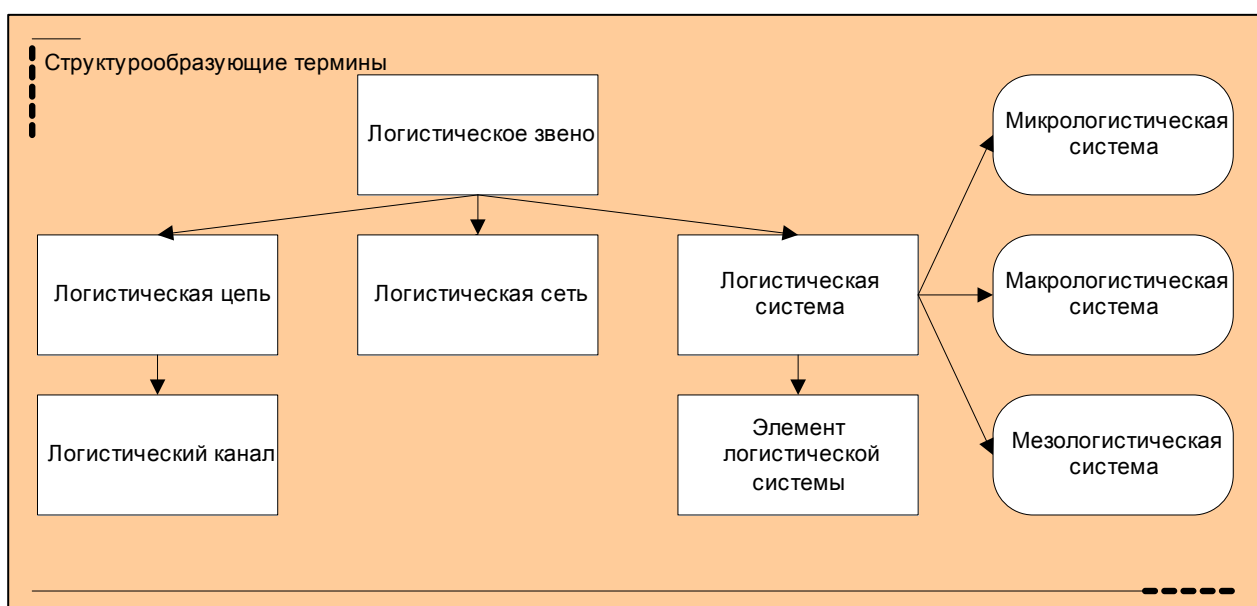 Структурообразующие термины
Логистическое звено
Микрологистическая
система
Логистическая цепь
Логистическая сеть
Логистическая
система
Макрологистическая
система
Логистический канал
Элемент
логистической
системы
Мезологистическая
система